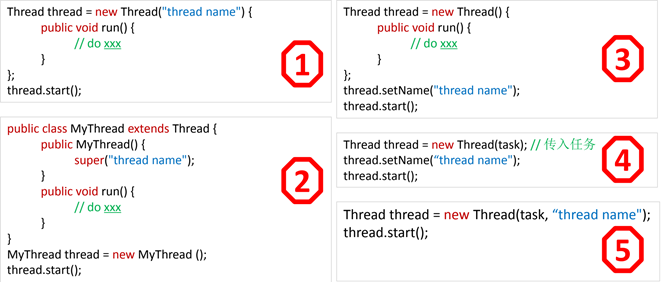 Thread thread = new Thread("thread name") {
public void run() {
// do xxx
}
};
thread.start();
1
public class MyThread extends Thread {
public MyThread() {
super("thread name");
}
public void run() {
// do xxx
}
}
MyThread thread = new MyThread ();
thread.start();
2
Thread thread = new Thread() {
public void run() {
// do xxx
}
};
thread.setName("thread name");
thread.start();
3
Thread thread = new Thread(task); // 传入任务
thread.setName(“thread name");
thread.start();
4
Thread thread = new Thread(task, “thread name");
thread.start();
5